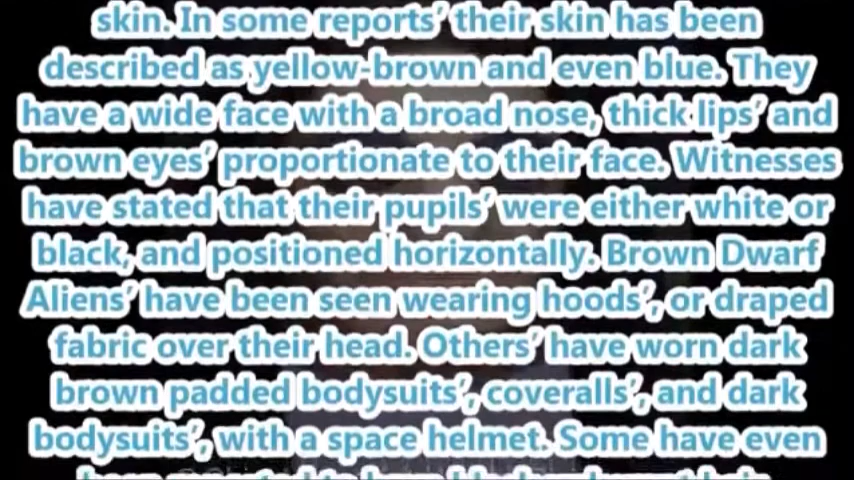 skin. In some reports’ their skin has been
described as yellow-brown and even blue. They
have a wide face with a broad nose, thick lips’ and
brown eyes’ proportionate to their face. Witnesses
have stated that their pupils’ were either white or
black, and positioned horizontally. Brown Dwarf
Aliens’ have been seen wearing hoods’, or draped
fabric over their head. Others’ have worn dark
brown padded bodysuits’, coveralls’, and dark
bodysuits’, with a space helmet. Some have even